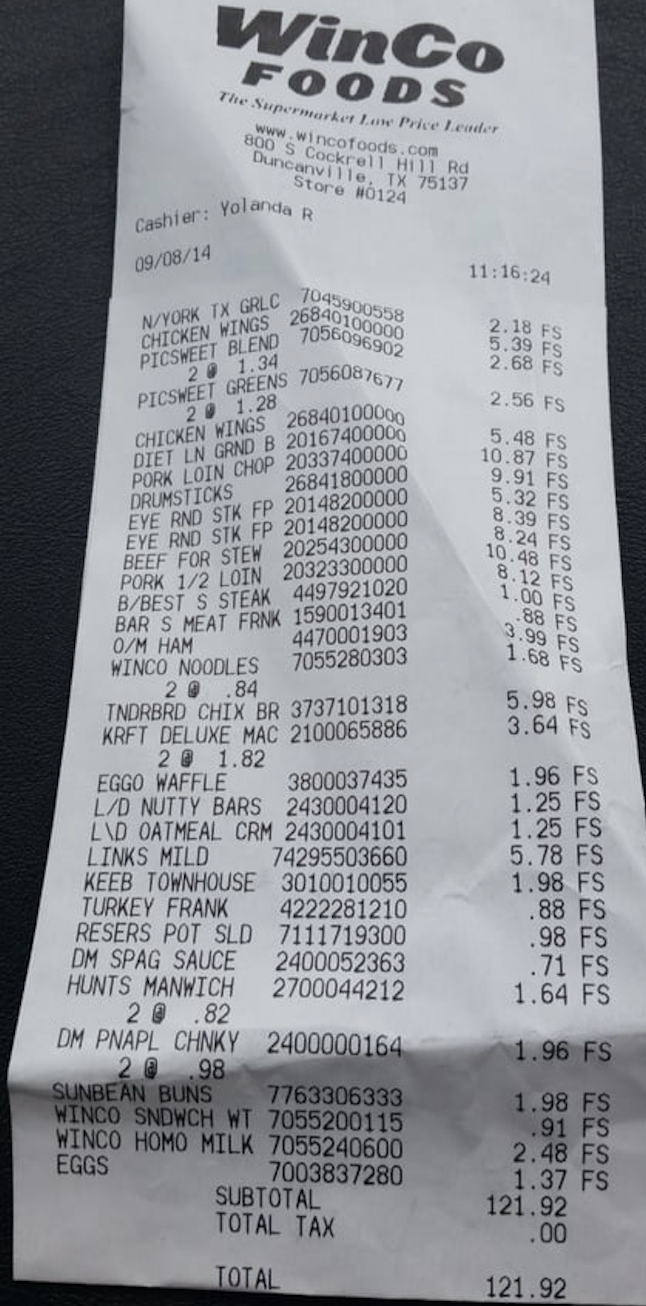 WinCo
FOODS
The Supermarket Low Price Leader
www.wincofoods.com
800 S Cockrell Hill Rd
Duncanville, TX 75137
Store #0124
Cashier: Yolanda R
09/08/14 11:16:24
N/YORK TX GRLC 7045900558 2.18 FS
CHICKEN WINGS 26840100000 5.39 FS
PICSWEET BLEND 7056096902 2.68 FS
2 @ 1.34
PICSWEET GREENS 7056087677 2.56 FS
2 @ 1.28
CHICKEN WINGS 26840100000 5.48 FS
DIET LN GRND B 20167400000 10.87 FS
PORK LOIN CHOP 20337400000 9.91 FS
DRUMSTICKS 26841800000 5.32 FS
EYE RND STK FP 20148200000 8.39 FS
EYE RND STK FP 20148200000 8.24 FS
BEEF FOR STEW 20254300000 10.48 FS
PORK 1/2 LOIN 20323300000 8.12 FS
B/BEST S STEAK 4497921020 1.00 FS
BAR S MEAT FRNK 1590013401 .88 FS
O/M HAM 4470001903 3.99 FS
WINCO NOODLES 7055280303 1.68 FS
2 @ .84
TNDRBRD CHIX BR 3737101318 5.98 FS
KRFT DELUXE MAC 2100065886 3.64 FS
2 @ 1.82
EGGO WAFFLE 3800037435 1.96 FS
L/D NUTTY BARS 2430004120 1.25 FS
L\D OATMEAL CRM 2430004101 1.25 FS
LINKS MILD 74295503660 5.78 FS
KEEB TOWNHOUSE 3010010055 1.98 FS
TURKEY FRANK 4222281210 .88 FS
RESERS POT SLD 7111719300 .98 FS
DM SPAG SAUCE 2400052363 .71 FS
HUNTS MANWICH 2700044212 1.64 FS
2 @ .82
DM PNAPL CHNKY 2400000164 1.96 FS
2 @ .98
SUNBEAN BUNS 7763306333 1.98 FS
WINCO SNDWCH WT 7055200115 .91 FS
WINCO HOMO MILK 7055240600 2.48 FS
EGGS 7003837280 1.37 FS
SUBTOTAL 121.92
TOTAL TAX .00
TOTAL 121.92